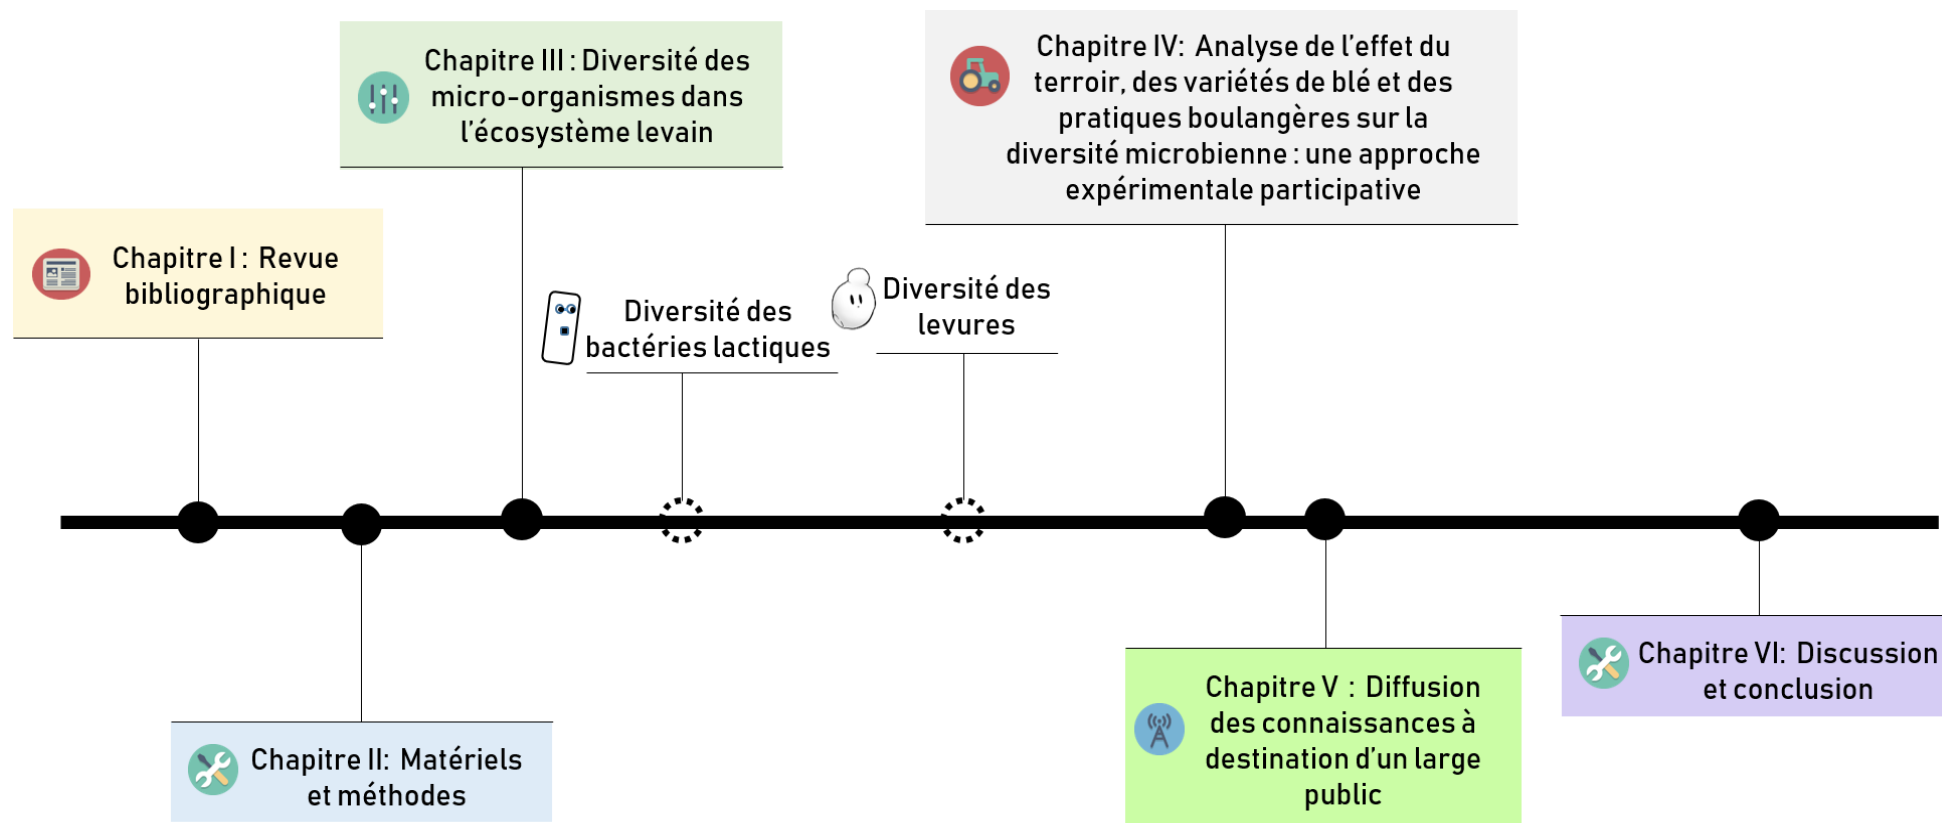 Chapitre I : Revue
bibliographique
Chapitre II: Matériels
et méthodes
Chapitre III : Diversité des
micro-organismes dans
l'écosystème levain
Diversité des
bactéries lactiques
Diversité des
levures
Chapitre IV: Analyse de l'effet du
terroir, des variétés de blé et des
pratiques boulangères sur la
diversité microbienne : une approche
expérimentale participative
Chapitre V : Diffusion
des connaissances à
destination d'un large
public
Chapitre VI: Discussion
et conclusion